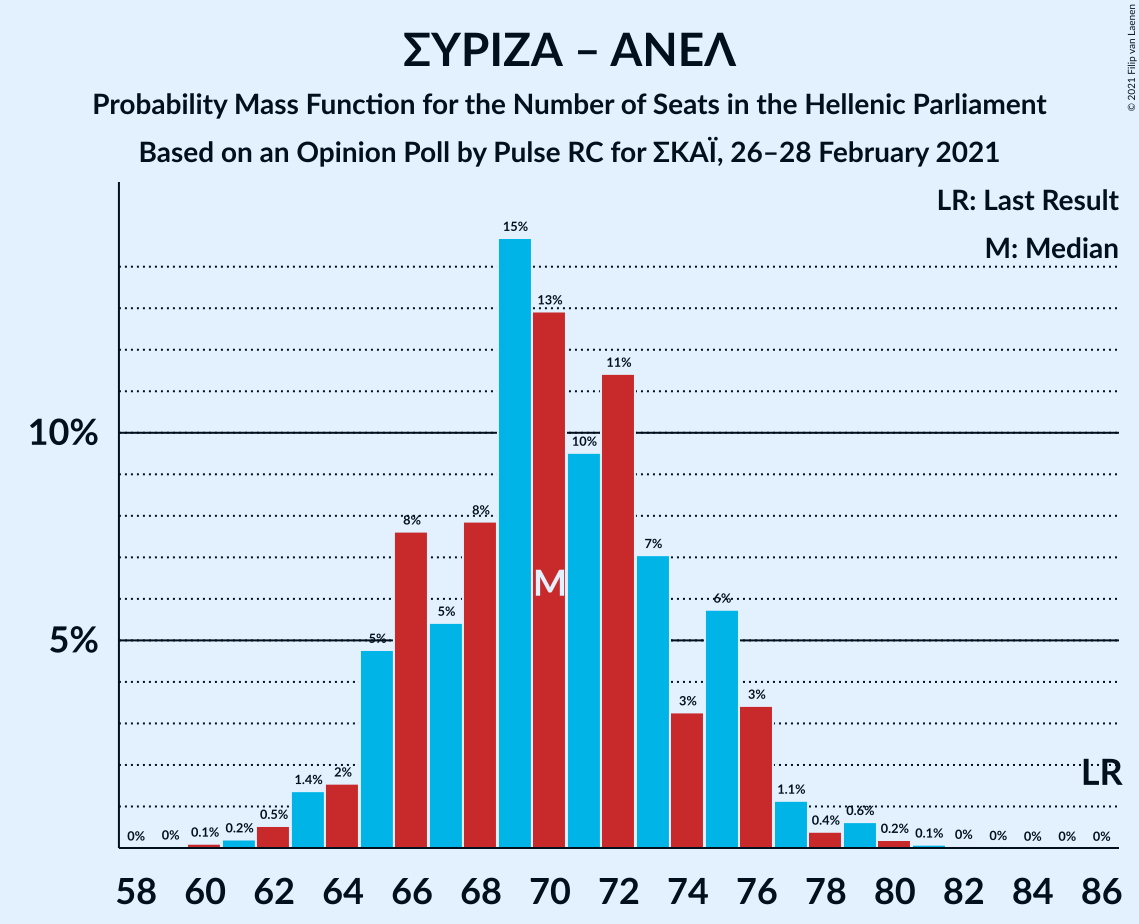 ΣΥΡΙΖΑ – ΑΝΕΛ
Probability Mass Function for the Number of Seats in the Hellenic Parliament
Based on an Opinion Poll by Pulse RC for ΣΚΑΪ, 26–28 February 2021
© 2021 Filip van Laenen
LR: Last Result
M: Median
10%
5%
0% 0% 0.1% 0.2% 0.5% 1.4% 2% 5% 8% 5% 8% 15% 13% 10% 11% 7% 3% 6% 3% 1.1% 0.4% 0.6% 0.2% 0.1% 0% 0% 0% 0% 0%
M
LR
58 60 62 64 66 68 70 72 74 76 78 80 82 84 86